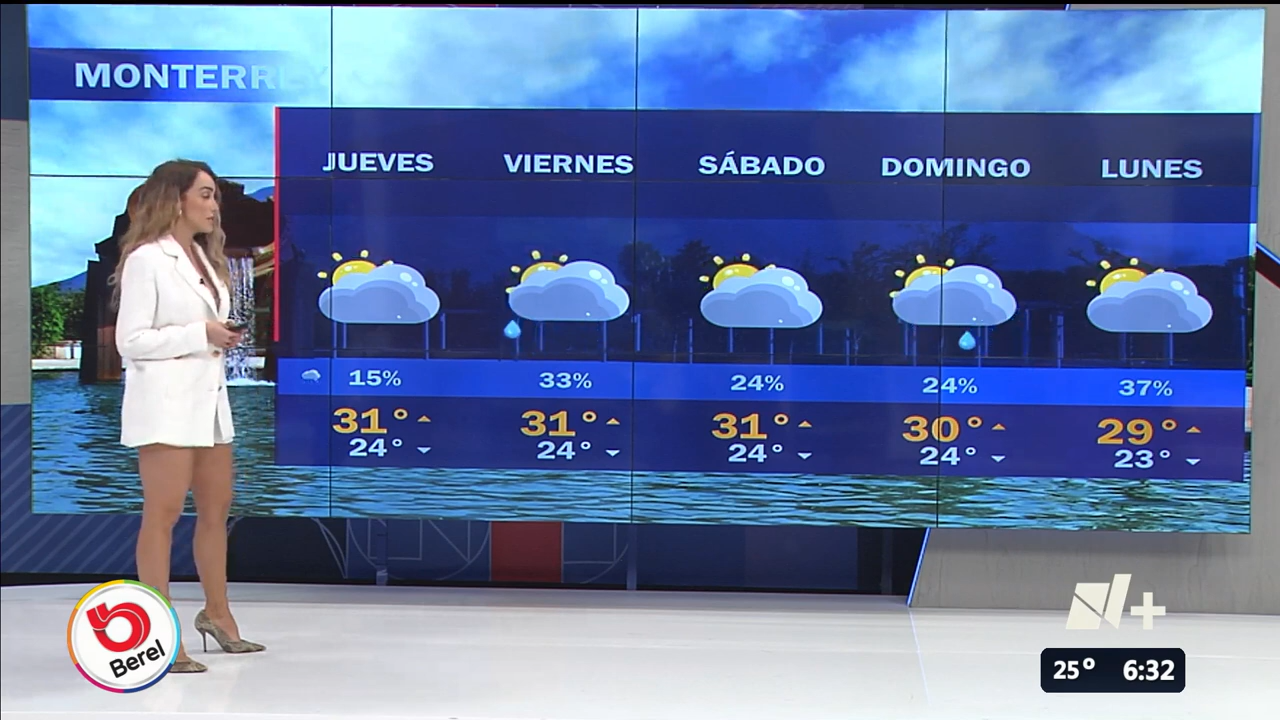 MONTERREY
JUEVES VIERNES SÁBADO DOMINGO LUNES
15% 33% 24% 24% 37%
31° 31° 31° 30° 29°
24° 24° 24° 24° 23°
Berel
N+
25° 6:32